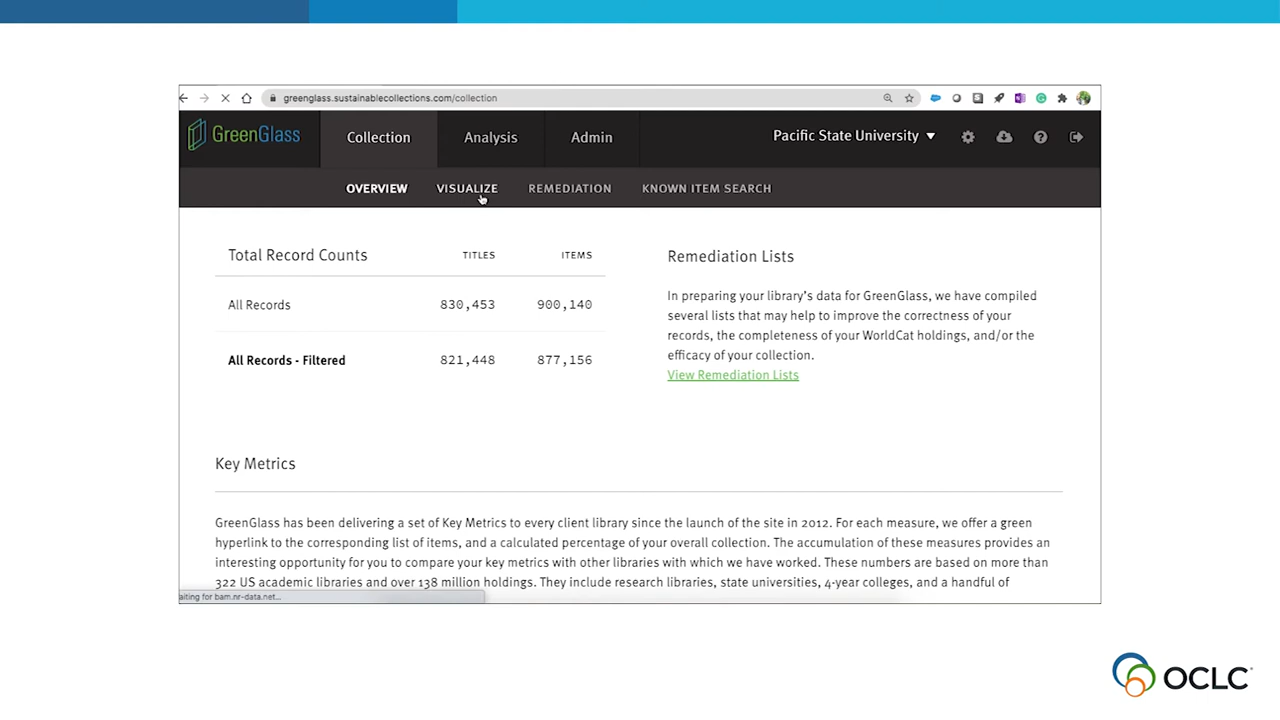 greenglass.sustainablecollections.com/collection
GreenGlass
Collection
Analysis
Admin
Pacific State University
OVERVIEW
VISUALIZE
REMEDIATION
KNOWN ITEM SEARCH
Total Record Counts TITLES ITEMS
All Records 830,453 900,140
All Records - Filtered 821,448 877,156
Remediation Lists
In preparing your library's data for GreenGlass, we have compiled
several lists that may help to improve the correctness of your
records, the completeness of your WorldCat holdings, and/or the
efficacy of your collection.
View Remediation Lists
Key Metrics
GreenGlass has been delivering a set of Key Metrics to every client library since the launch of the site in 2012. For each measure, we offer a green
hyperlink to the corresponding list of items, and a calculated percentage of your overall collection. The accumulation of these measures provides an
interesting opportunity for you to compare your key metrics with other libraries with which we have worked. These numbers are based on more than
322 US academic libraries and over 138 million holdings. They include research libraries, state universities, 4-year colleges, and a handful of
aiting for bam.nr-data.net...
OCLC